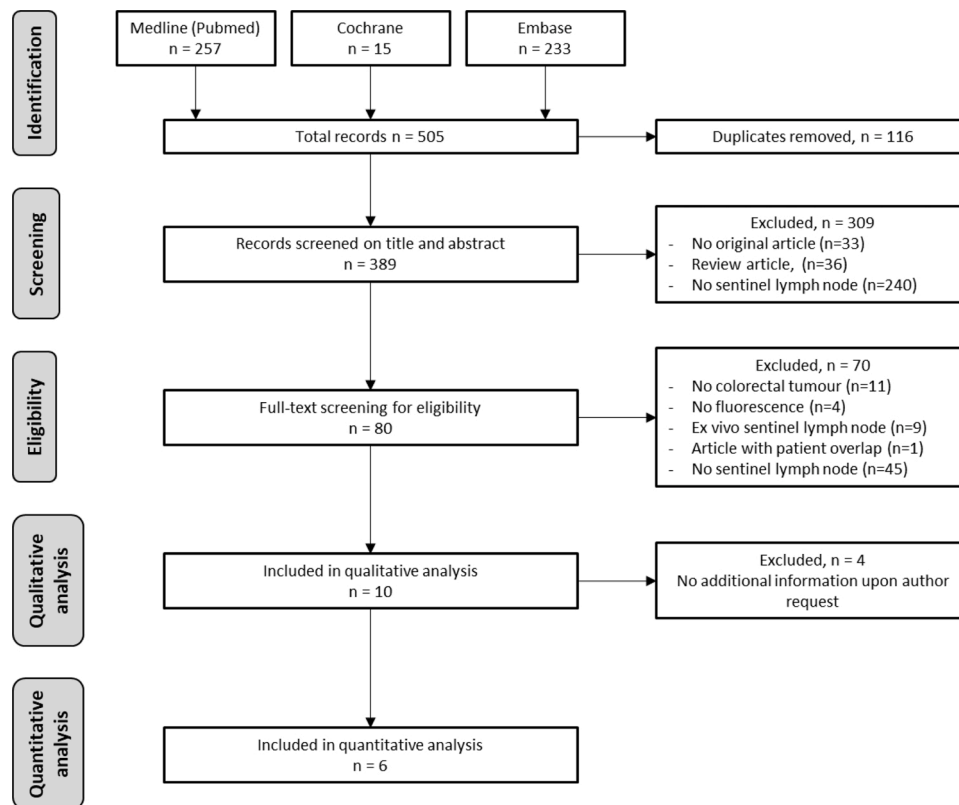 Identification
Medline (Pubmed)
n = 257
Cochrane
n = 15
Embase
n = 233
Total records n = 505
Duplicates removed, n = 116
Screening
Records screened on title and abstract
n = 389
Excluded, n = 309
- No original article (n=33)
- Review article, (n=36)
- No sentinel lymph node (n=240)
Eligibility
Full-text screening for eligibility
n = 80
Excluded, n = 70
- No colorectal tumour (n=11)
- No fluorescence (n=4)
- Ex vivo sentinel lymph node (n=9)
- Article with patient overlap (n=1)
- No sentinel lymph node (n=45)
Qualitative
analysis
Included in qualitative analysis
n = 10
Excluded, n = 4
No additional information upon author
request
Quantitative
analysis
Included in quantitative analysis
n = 6